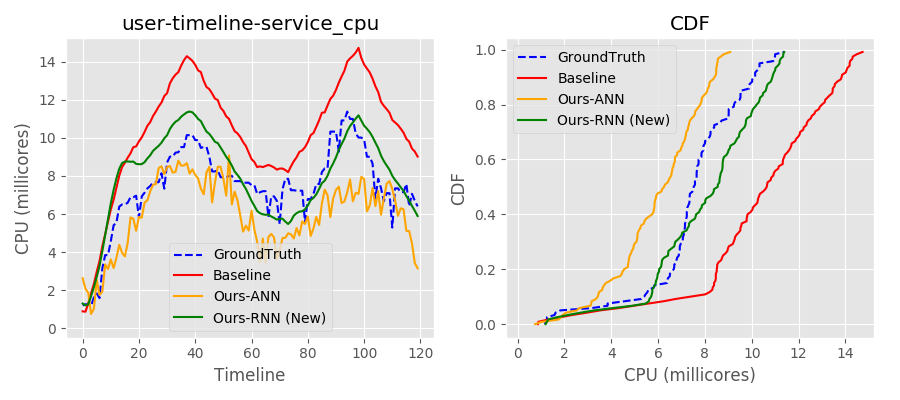 user-timeline-service_cpu
CPU (millicores)
14
12
10
8
6
4
2
0
GroundTruth
Baseline
Ours-ANN
Ours-RNN (New)
0 20 40 60 80 100 120
Timeline
CDF
CDF
1.0
0.8
0.6
0.4
0.2
0.0
GroundTruth
Baseline
Ours-ANN
Ours-RNN (New)
0 2 4 6 8 10 12 14
CPU (millicores)